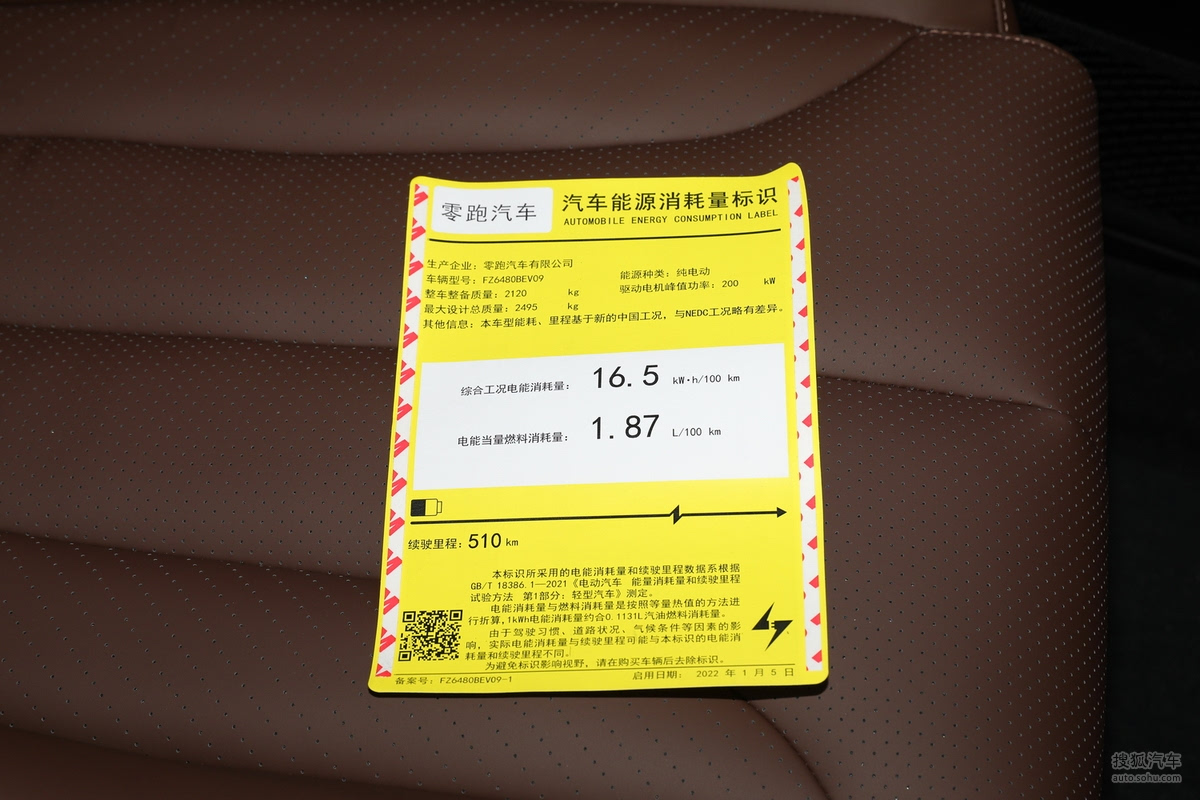 零跑汽车
汽车能源消耗量标识
AUTOMOBILE ENERGY CONSUMPTION LABEL
生产企业：零跑汽车有限公司
车辆型号：FZ6480BEV09
能源种类：纯电动
整车整备质量：2120 kg
驱动电机峰值功率：200 kW
最大设计总质量：2495 kg
其他信息：本车型能耗、里程基于新的中国工况，与NEDC工况略有差异。
综合工况电能消耗量：16.5 kW·h/100 km
电能当量燃料消耗量：1.87 L/100 km
续驶里程：510 km
本标识所采用的电能消耗量和续驶里程数据系根据
GB/T 18386.1—2021《电动汽车 能量消耗量和续驶里程
试验方法 第1部分：轻型汽车》测定。
电能消耗量与燃料消耗量是按照等量热值的方法进
行折算,1kWh电能消耗量约合0.1131L汽油燃料消耗量。
由于驾驶习惯、道路状况、气候条件等因素的影
响，实际电能消耗量与续驶里程可能与本标识的电能消
耗量和续驶里程不同。
为避免标识影响视野，请在购买车辆后去除标识。
备案号：FZ6480BEV09-1
启用日期： 2022 年 1 月 5 日
搜狐汽车
auto.sohu.com